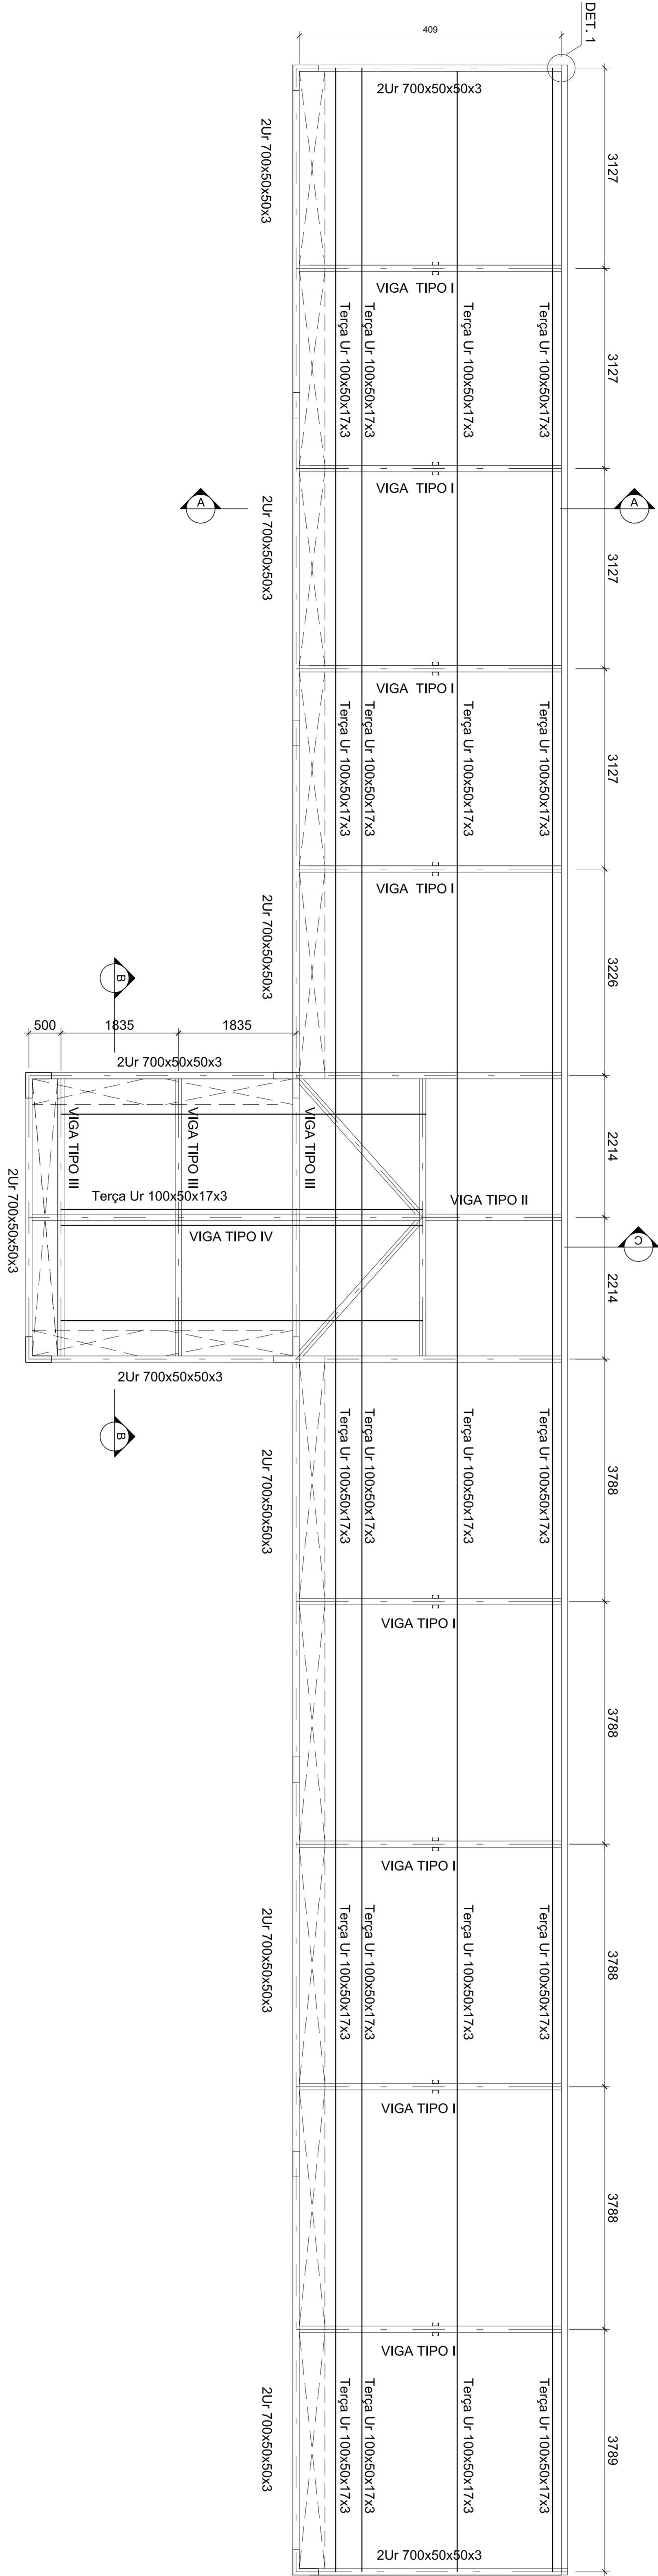 DET. 1
409
2Ur 700x50x50x3
3127
2Ur 700x50x50x3
VIGA TIPO I
Terça Ur 100x50x17x3
Terça Ur 100x50x17x3
Terça Ur 100x50x17x3
Terça Ur 100x50x17x3
3127
VIGA TIPO I
A
A
2Ur 700x50x50x3
3127
VIGA TIPO I
Terça Ur 100x50x17x3
Terça Ur 100x50x17x3
Terça Ur 100x50x17x3
Terça Ur 100x50x17x3
3127
VIGA TIPO I
2Ur 700x50x50x3
3226
B
500
1835
1835
2Ur 700x50x50x3
VIGA TIPO III
VIGA TIPO III
VIGA TIPO III
2214
Terça Ur 100x50x17x3
VIGA TIPO II
2Ur 700x50x50x3
VIGA TIPO IV
C
2214
2Ur 700x50x50x3
B
2Ur 700x50x50x3
Terça Ur 100x50x17x3
Terça Ur 100x50x17x3
Terça Ur 100x50x17x3
Terça Ur 100x50x17x3
3788
VIGA TIPO I
3788
VIGA TIPO I
2Ur 700x50x50x3
Terça Ur 100x50x17x3
Terça Ur 100x50x17x3
Terça Ur 100x50x17x3
Terça Ur 100x50x17x3
3788
VIGA TIPO I
3788
VIGA TIPO I
2Ur 700x50x50x3
Terça Ur 100x50x17x3
Terça Ur 100x50x17x3
Terça Ur 100x50x17x3
Terça Ur 100x50x17x3
3789
2Ur 700x50x50x3